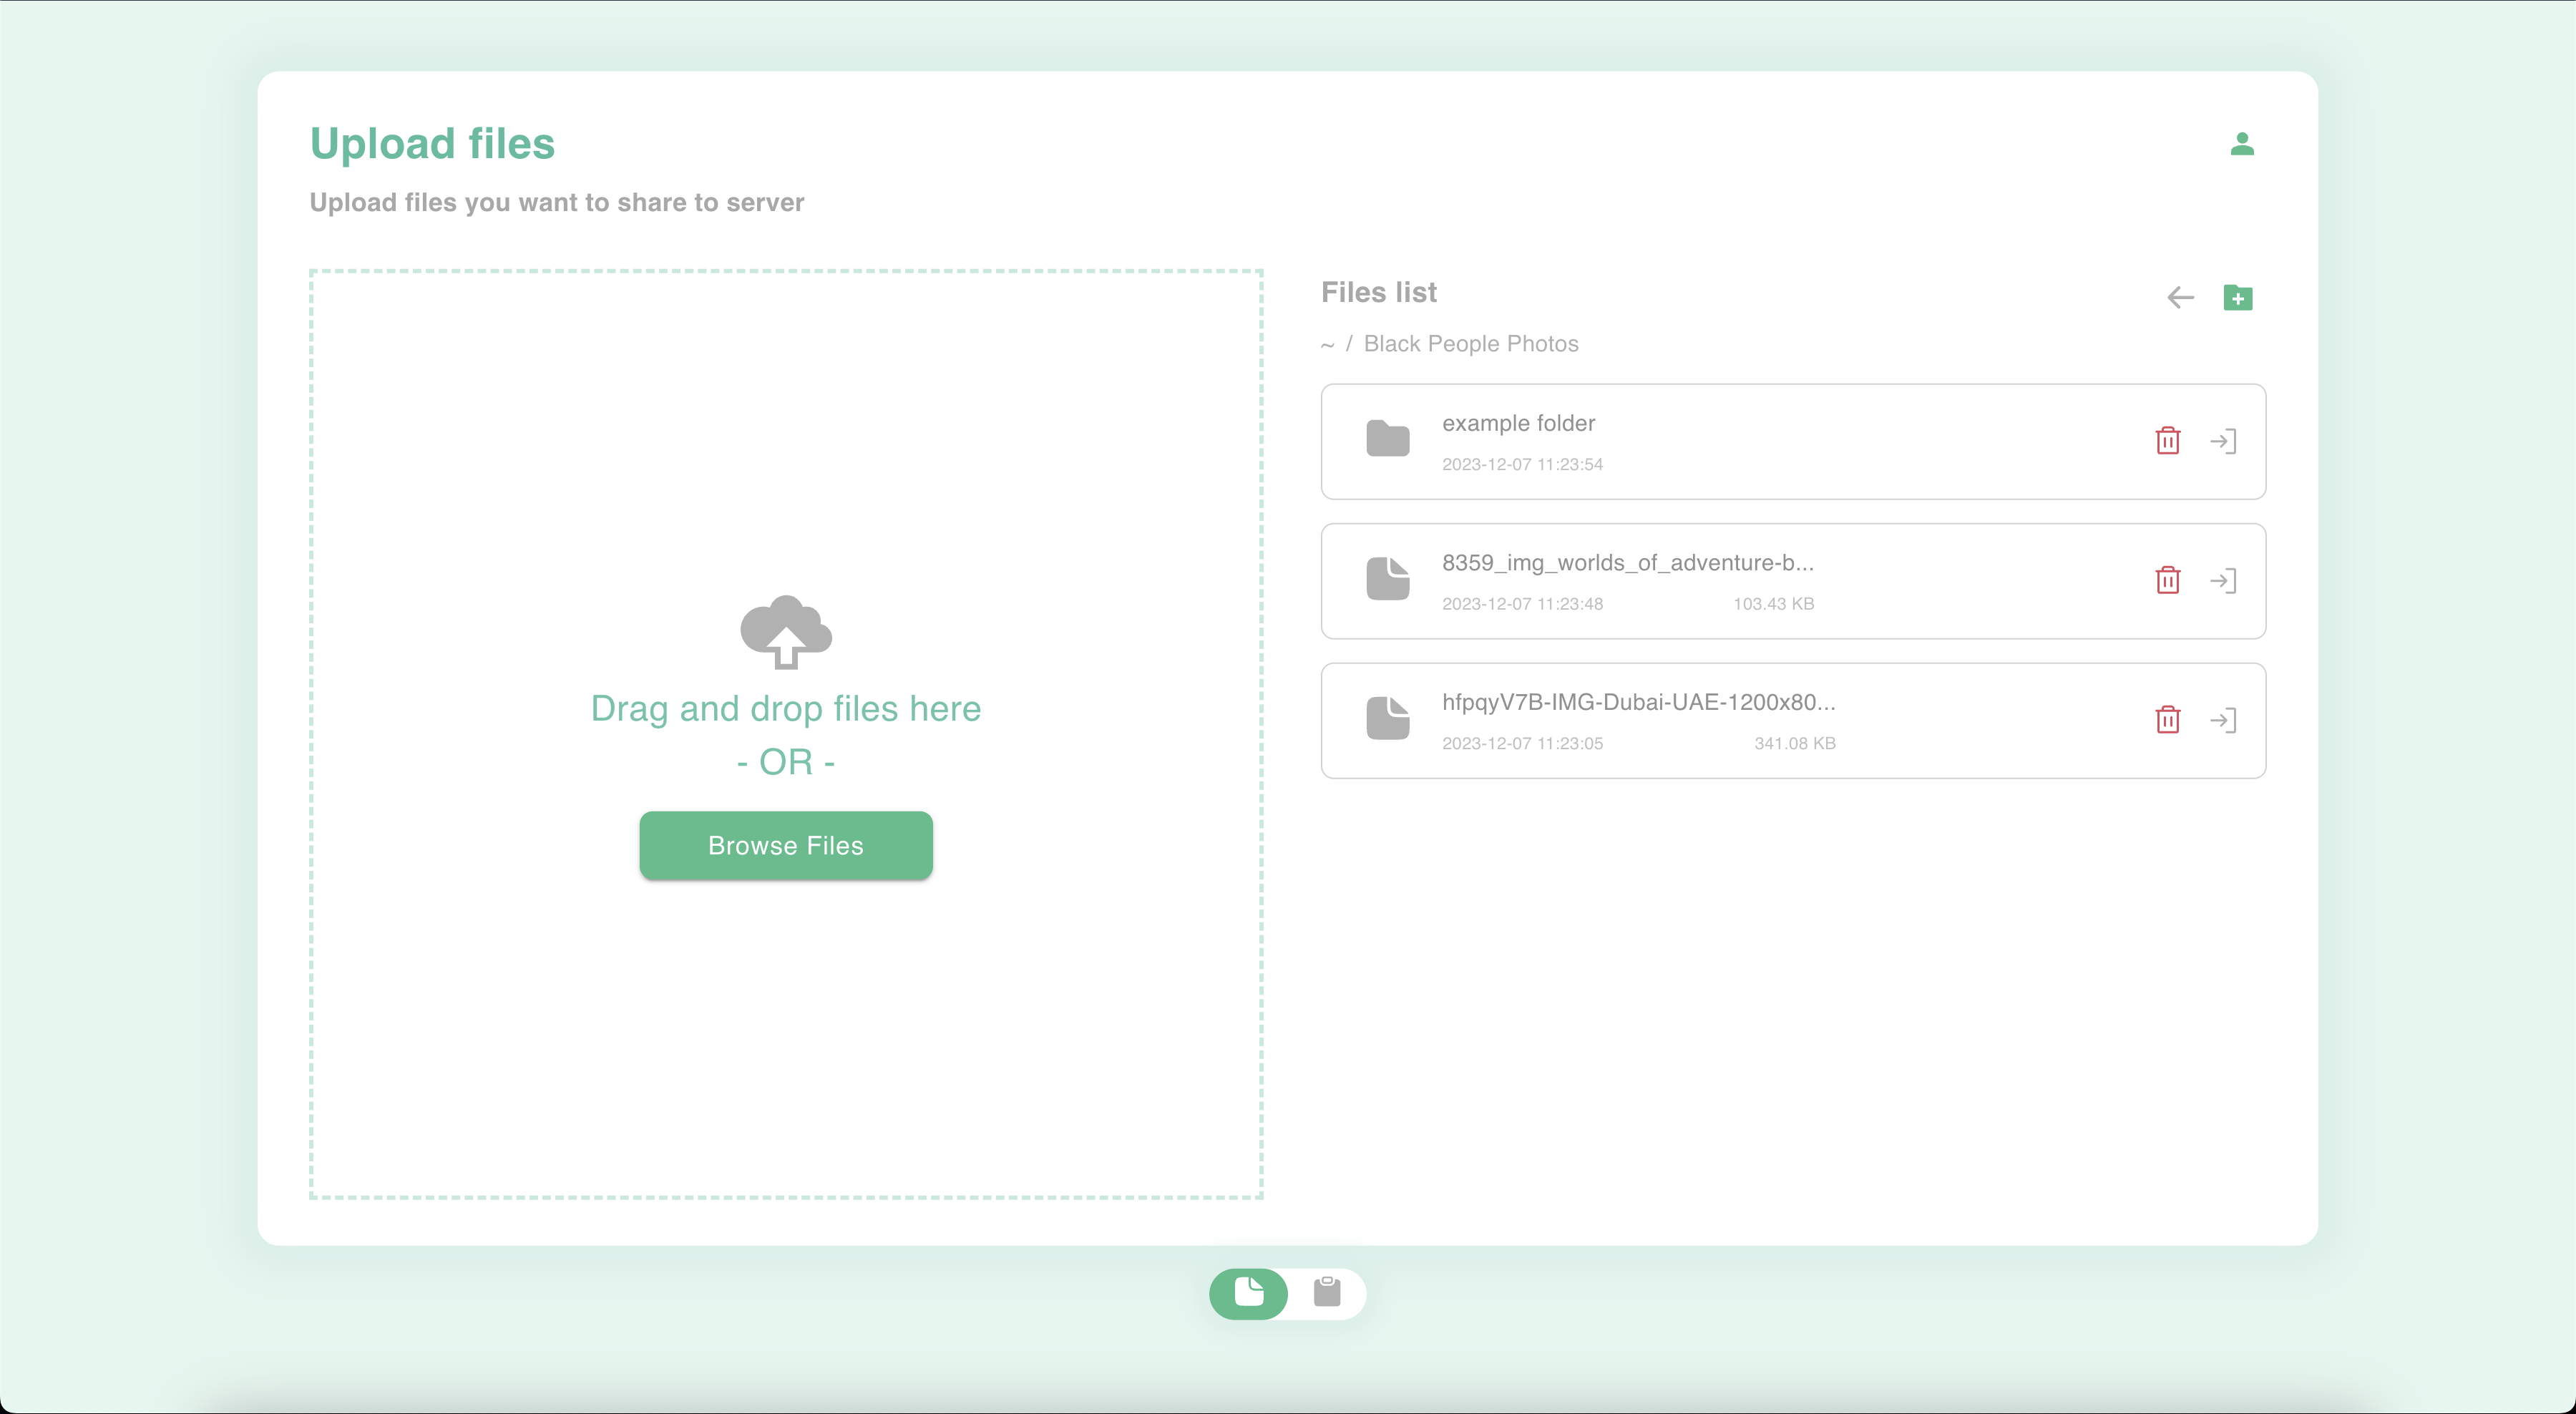 Upload files
Upload files you want to share to server
Drag and drop files here
- OR -
Browse Files
Files list
~ / Black People Photos
example folder
2023-12-07 11:23:54
8359_img_worlds_of_adventure-b...
2023-12-07 11:23:48 103.43 KB
hfpqyV7B-IMG-Dubai-UAE-1200x80...
2023-12-07 11:23:05 341.08 KB